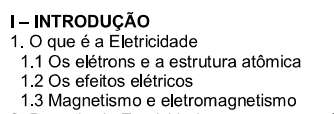 I – INTRODUÇÃO
1. O que é a Eletricidade
1.1 Os elétrons e a estrutura atômica
1.2 Os efeitos elétricos
1.3 Magnetismo e eletromagnetismo